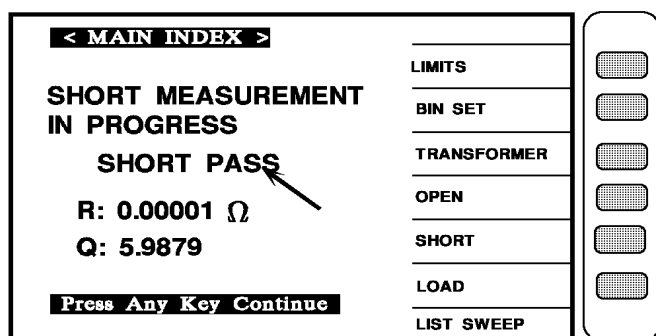 < MAIN INDEX >
SHORT MEASUREMENT
IN PROGRESS
SHORT PASS
R: 0.00001 Ω
Q: 5.9879
Press Any Key Continue
LIMITS
BIN SET
TRANSFORMER
OPEN
SHORT
LOAD
LIST SWEEP